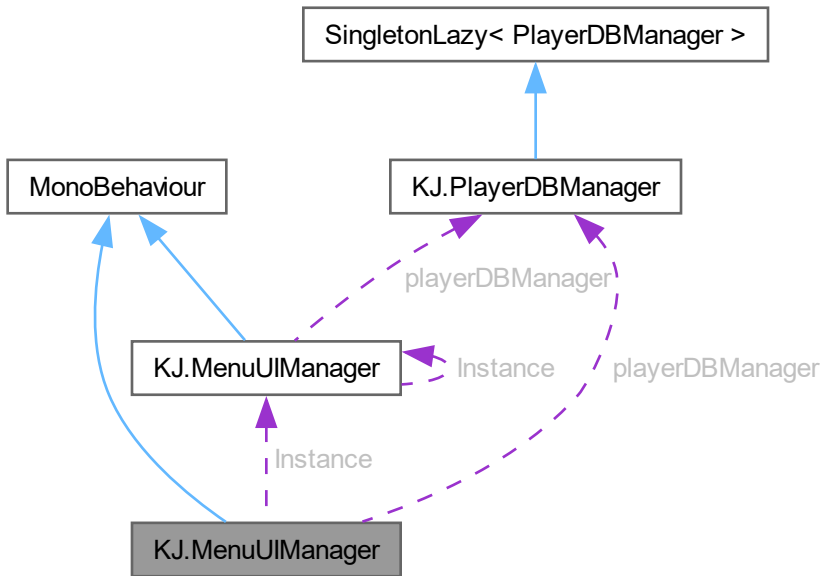 SingletonLazy< PlayerDBManager >
MonoBehaviour
KJ.PlayerDBManager
playerDBManager
KJ.MenuUIManager
Instance
playerDBManager
Instance
KJ.MenuUIManager